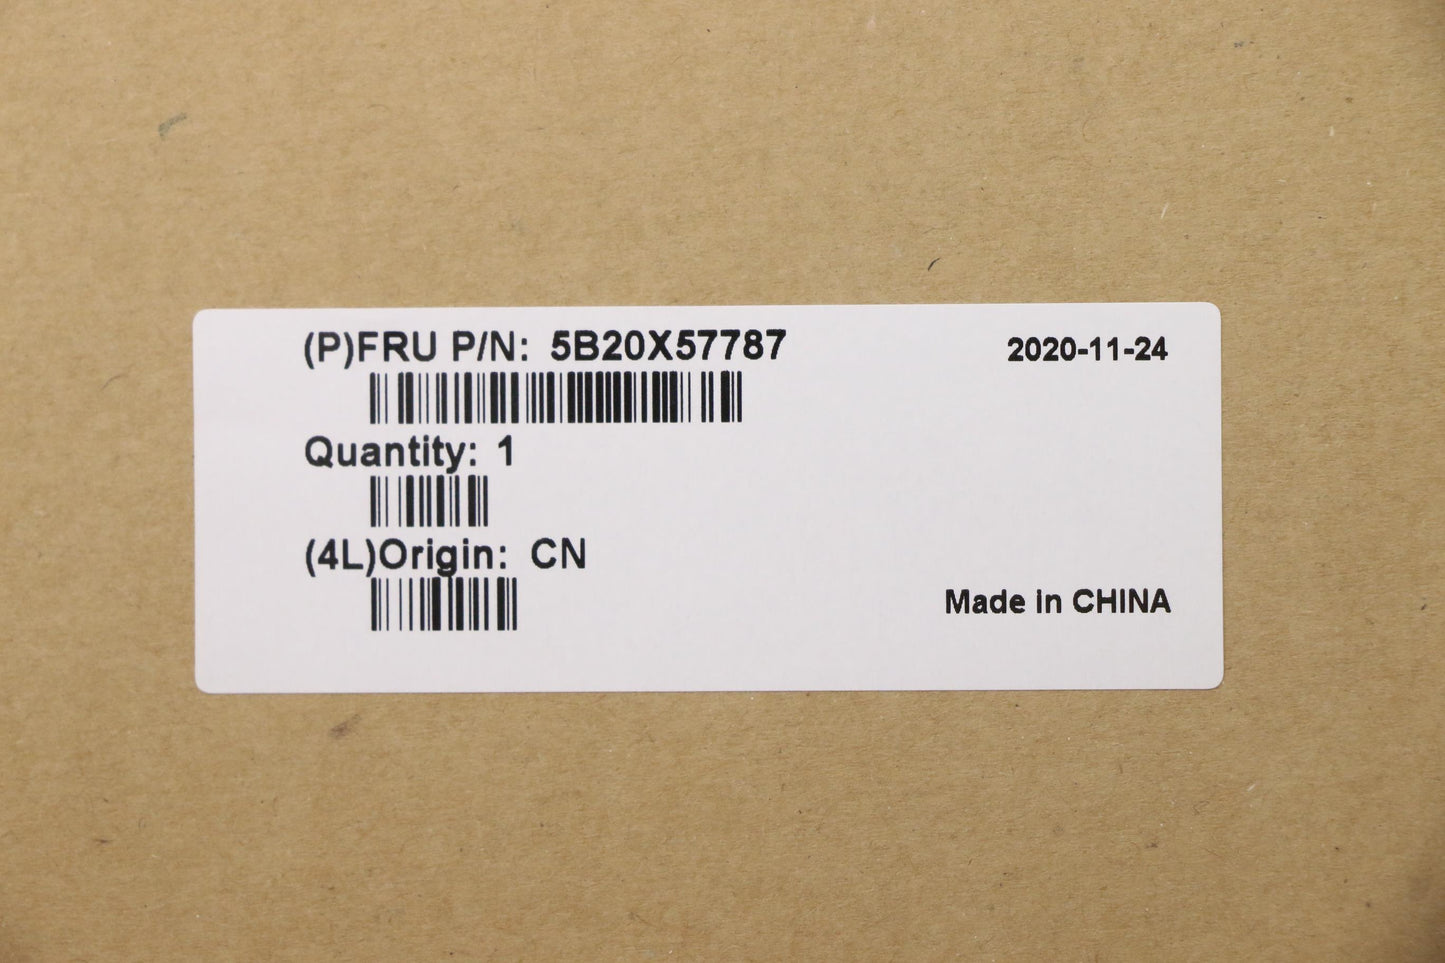 (P)FRU P/N: 5B20X57787
2020-11-24
Quantity: 1
(4L)Origin: CN
Made in CHINA